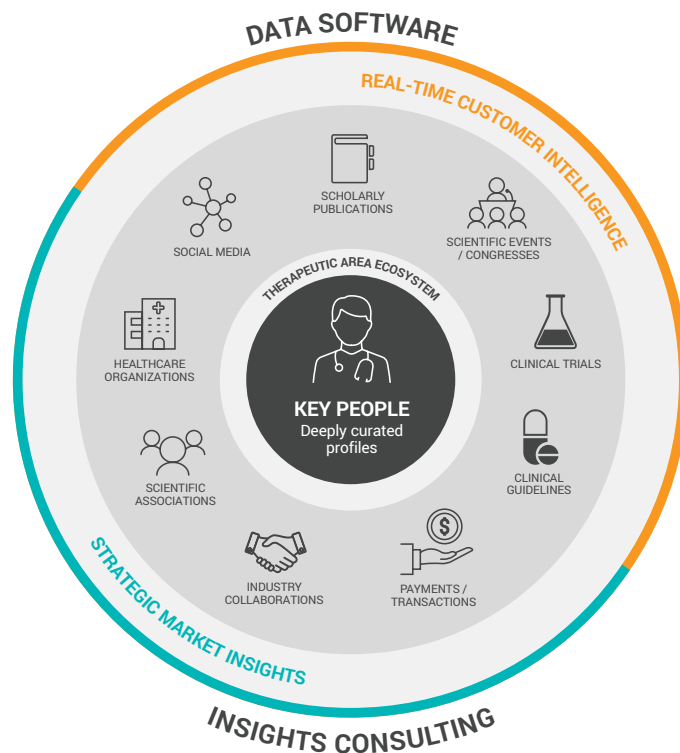 DATA SOFTWARE
REAL-TIME CUSTOMER INTELLIGENCE
SCHOLARLY
PUBLICATIONS
SOCIAL MEDIA
SCIENTIFIC EVENTS
/ CONGRESSES
THERAPEUTIC AREA ECOSYSTEM
HEALTHCARE
ORGANIZATIONS
CLINICAL TRIALS
KEY PEOPLE
Deeply curated
profiles
SCIENTIFIC
ASSOCIATIONS
CLINICAL
GUIDELINES
$
INDUSTRY
COLLABORATIONS
PAYMENTS /
TRANSACTIONS
STRATEGIC MARKET INSIGHTS
INSIGHTS CONSULTING